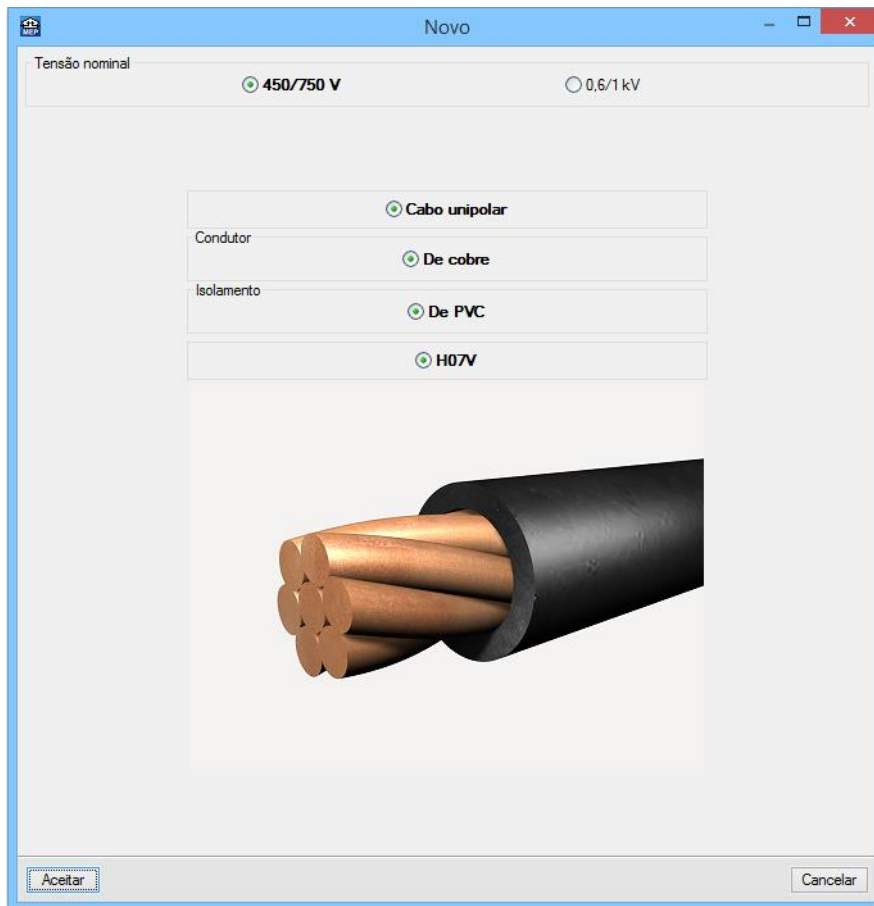 MEP
Novo
Tensão nominal
450/750 V
0,6/1 kV
Cabo unipolar
Condutor
De cobre
Isolamento
De PVC
H07V
Aceitar
Cancelar